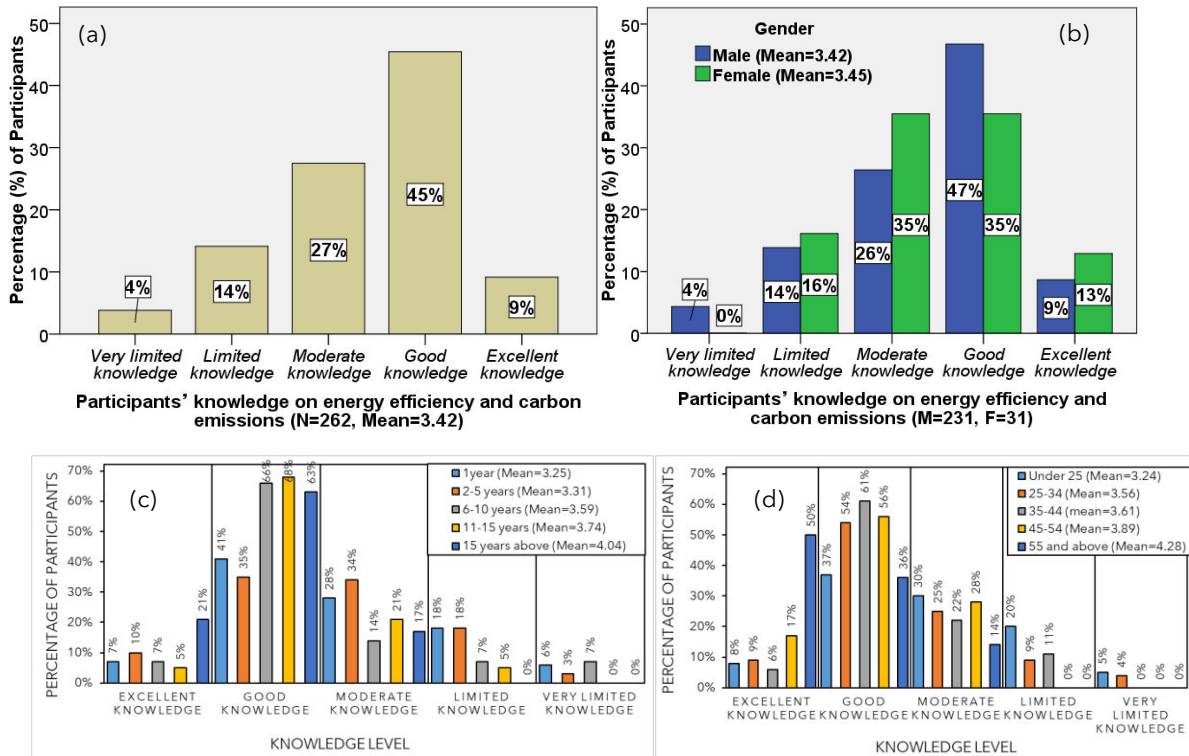 (a)
Percentage (%) of Participants
50
40
30
20
10
0
4%
14%
27%
45%
9%
Very limited knowledge
Limited knowledge
Moderate knowledge
Good knowledge
Excellent knowledge
Participants' knowledge on energy efficiency and carbon
emissions (N=262, Mean=3.42)
(b)
Gender
Male (Mean=3.42)
Female (Mean=3.45)
Percentage (%) of Participants
50
40
30
20
10
0
4%
0%
14%
16%
26%
35%
47%
35%
9%
13%
Very limited knowledge
Limited knowledge
Moderate knowledge
Good knowledge
Excellent knowledge
Participants' knowledge on energy efficiency and
carbon emissions (M=231, F=31)
(c)
PERCENTAGE OF PARTICIPANTS
70%
60%
50%
40%
30%
20%
10%
0%
1year (Mean=3.25)
2-5 years (Mean=3.31)
6-10 years (Mean=3.59)
11-15 years (Mean=3.74)
15 years above (Mean=4.04)
7%
10%
7%
5%
21%
41%
35%
66%
68%
63%
28%
34%
14%
21%
17%
18%
18%
7%
5%
0%
6%
3%
7%
0%
0%
EXCELLENT KNOWLEDGE
GOOD KNOWLEDGE
MODERATE KNOWLEDGE
LIMITED KNOWLEDGE
VERY LIMITED KNOWLEDGE
KNOWLEDGE LEVEL
(d)
PERCENTAGE OF PARTICIPANTS
70%
60%
50%
40%
30%
20%
10%
0%
Under 25 (Mean=3.24)
25-34 (Mean=3.56)
35-44 (mean=3.61)
45-54 (Mean=3.89)
55 and above (Mean=4.28)
8%
9%
6%
17%
50%
37%
54%
61%
56%
36%
30%
25%
22%
28%
14%
20%
9%
11%
0%
0%
5%
4%
0%
0%
0%
EXCELLENT KNOWLEDGE
GOOD KNOWLEDGE
MODERATE KNOWLEDGE
LIMITED KNOWLEDGE
VERY LIMITED KNOWLEDGE
KNOWLEDGE LEVEL